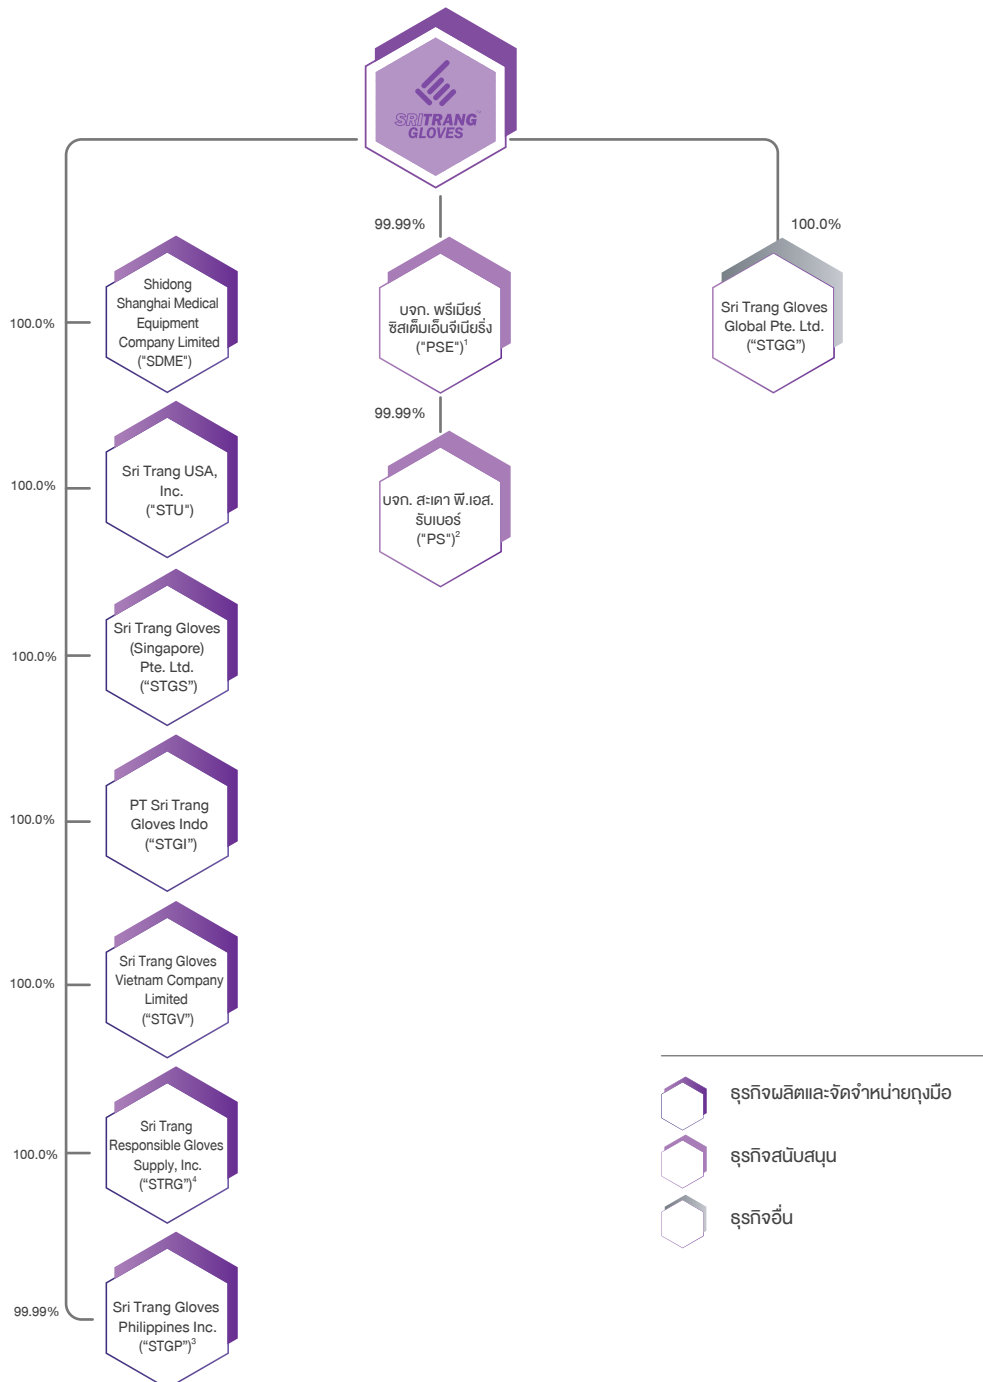 SRITRANG™
GLOVES
99.99%
100.0%
100.0%
Shidong
Shanghai Medical
Equipment
Company Limited
("SDME")
บจก. พรีเมียร์
ซิสเต็มเอ็นจีเนียริ่ง
("PSE")¹
Sri Trang Gloves
Global Pte. Ltd.
(“STGG”)
99.99%
100.0%
Sri Trang USA,
Inc.
("STU")
บจก. สะเดา พี.เอส.
รับเบอร์
("PS")²
100.0%
Sri Trang Gloves
(Singapore)
Pte. Ltd.
(“STGS”)
100.0%
PT Sri Trang
Gloves Indo
(“STGI”)
100.0%
Sri Trang Gloves
Vietnam Company
Limited
(“STGV”)
100.0%
Sri Trang
Responsible Gloves
Supply, Inc.
(“STRG”)⁴
99.99%
Sri Trang Gloves
Philippines Inc.
(“STGP”)³
ธุรกิจผลิตและจัดจำหน่ายถุงมือ
ธุรกิจสนับสนุน
ธุรกิจอื่น